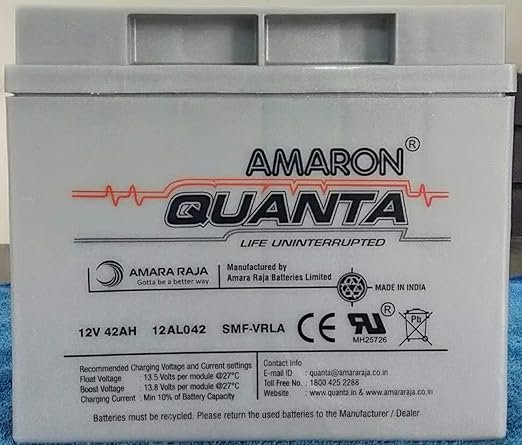 AMARON®
QUANTA
LIFE UNINTERRUPTED
AMARA RAJA
Gotta be a better way
Manufactured by
Amara Raja Batteries Limited
MADE IN INDIA
12V 42AH 12AL042 SMF-VRLA CE RU® Pb
MH25726
Recommended Charging Voltage and Current settings
Float Voltage : 13.5 Volts per module @27°C
Boost Voltage : 13.8 Volts per module @27°C
Charging Current : Min 10% of Battery Capacity
Contact Info
E-mail ID : quanta@amararaja.co.in
Toll Free No. : 1800 425 2288
Website : www.quanta.in & www.amararaja.co.in
Batteries must be recycled. Please return the used batteries to the Manufacturer / Dealer